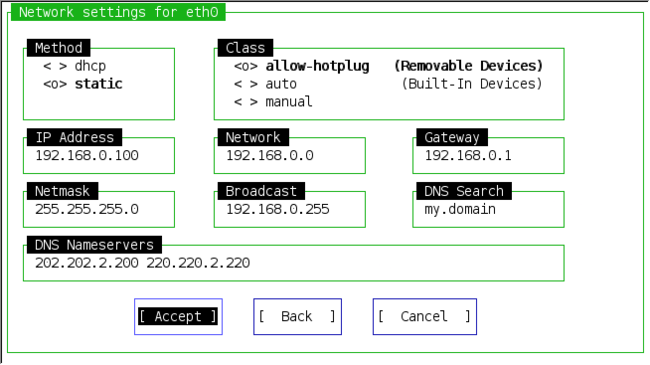 Network settings for eth0
Method
Class
< > dhcp
<o> static
<o> allow-hotplug (Removable Devices)
< > auto (Built-In Devices)
< > manual
IP Address
Network
Gateway
192.168.0.100
192.168.0.0
192.168.0.1
Netmask
Broadcast
DNS Search
255.255.255.0
192.168.0.255
my.domain
DNS Nameservers
202.202.2.200 220.220.2.220
[ Accept ]
[ Back ]
[ Cancel ]